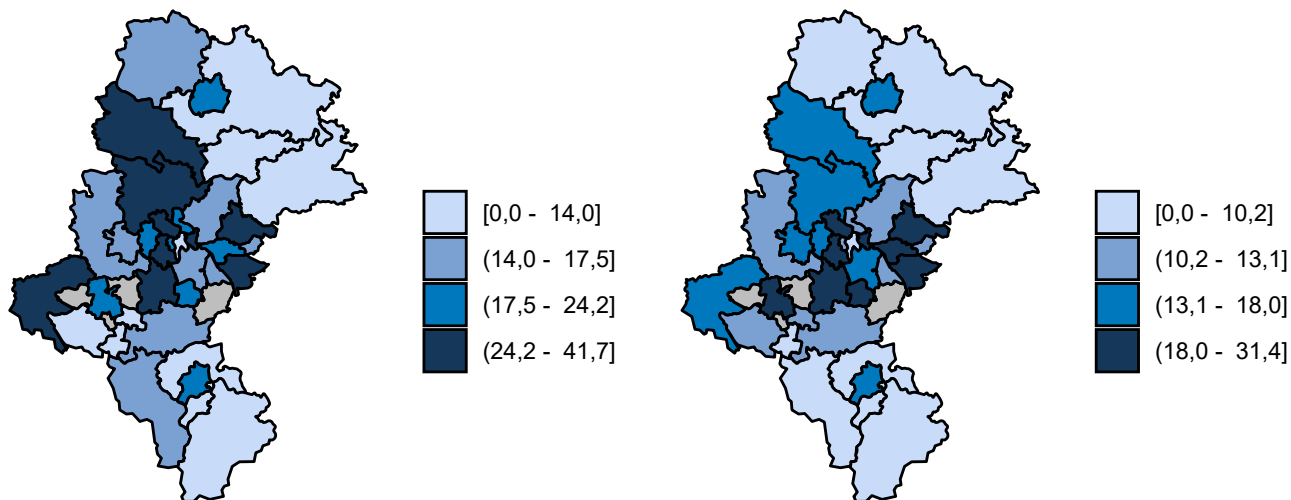 [0,0 - 14,0]
(14,0 - 17,5]
(17,5 - 24,2]
(24,2 - 41,7]
[0,0 - 10,2]
(10,2 - 13,1]
(13,1 - 18,0]
(18,0 - 31,4]